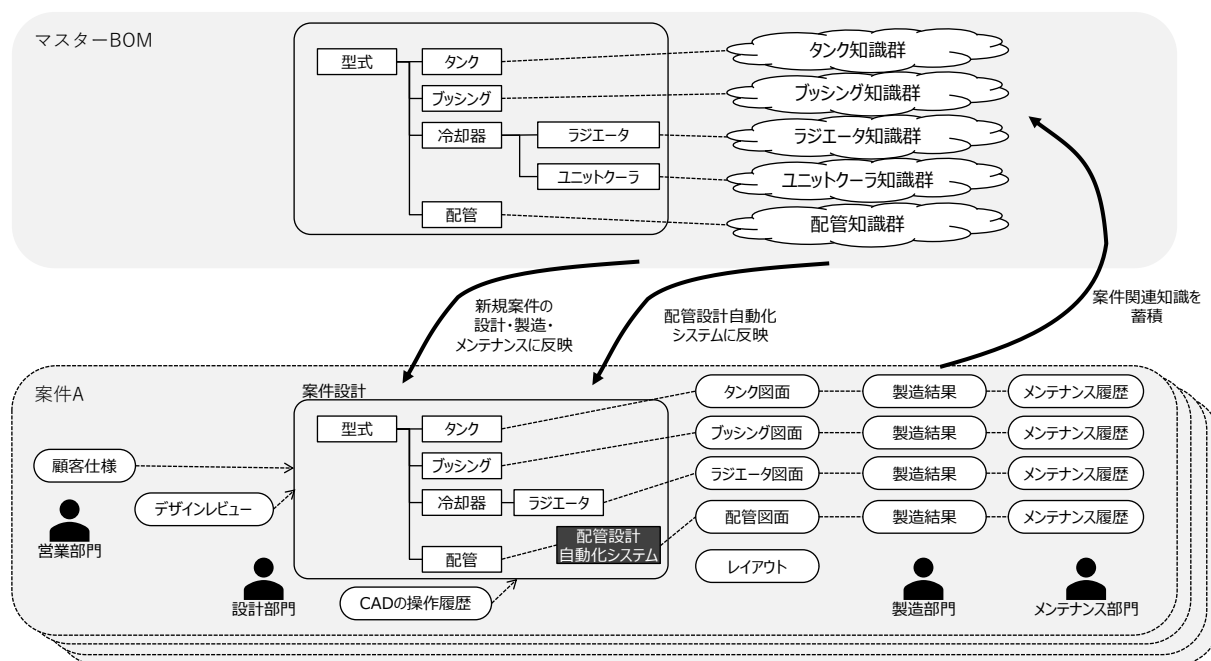 マスターBOM
型式
タンク
ブッシング
冷却器
ラジエータ
ユニットクーラ
配管
タンク知識群
ブッシング知識群
ラジエータ知識群
ユニットクーラ知識群
配管知識群
新規案件の
設計・製造・
メンテナンスに反映
配管設計自動化
システムに反映
案件関連知識を
蓄積
案件A
案件設計
顧客仕様
デザインレビュー
営業部門
設計部門
型式
タンク
ブッシング
冷却器
ラジエータ
配管
配管設計
自動化システム
CADの操作履歴
タンク図面
製造結果
メンテナンス履歴
ブッシング図面
製造結果
メンテナンス履歴
ラジエータ図面
製造結果
メンテナンス履歴
配管図面
製造結果
メンテナンス履歴
レイアウト
製造部門
メンテナンス部門